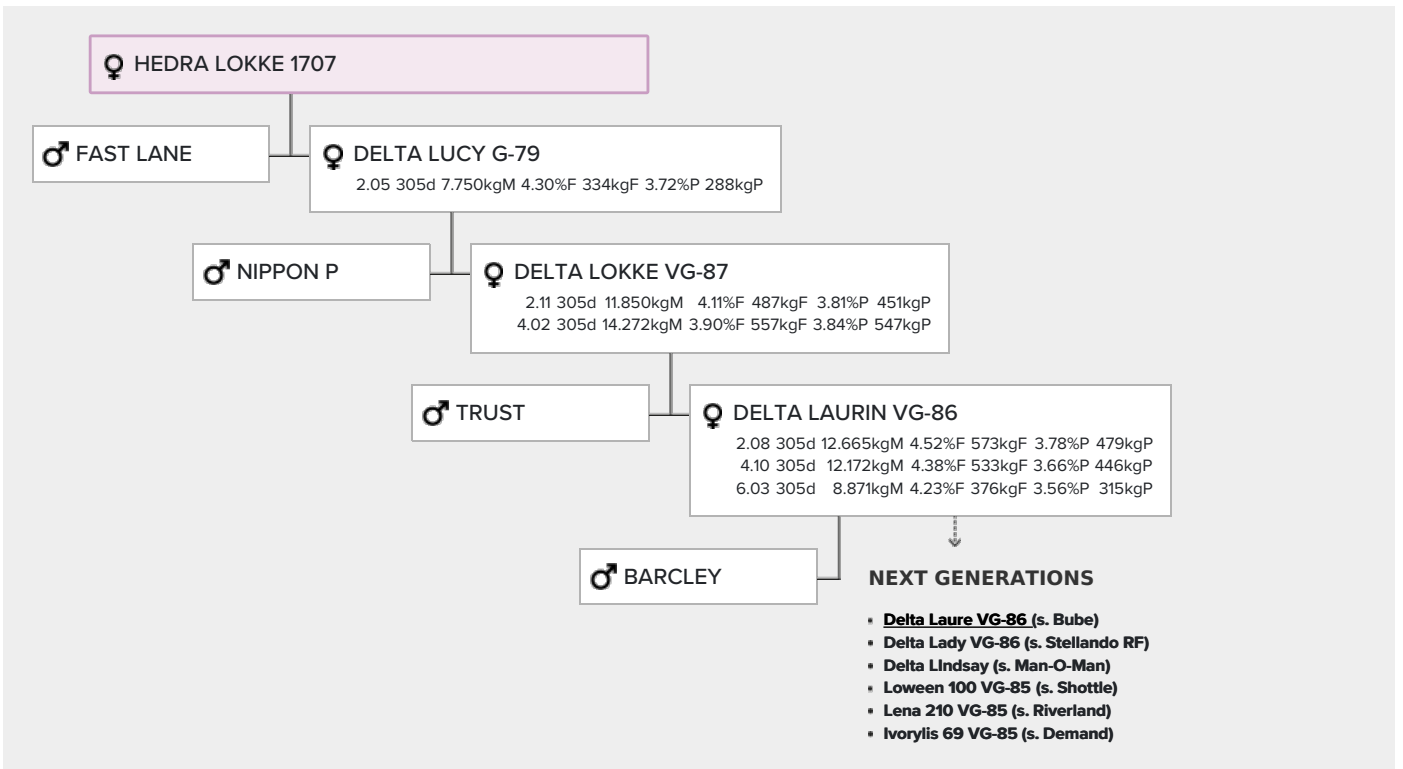 HEDRA LOKKE 1707
FAST LANE
DELTA LUCY G-79
2.05 305d 7.750kgM 4.30%F 334kgF 3.72%P 288kgP
NIPPON P
DELTA LOKKE VG-87
2.11 305d 11.850kgM 4.11%F 487kgF 3.81%P 451kgP
4.02 305d 14.272kgM 3.90%F 557kgF 3.84%P 547kgP
TRUST
DELTA LAURIN VG-86
2.08 305d 12.665kgM 4.52%F 573kgF 3.78%P 479kgP
4.10 305d 12.172kgM 4.38%F 533kgF 3.66%P 446kgP
6.03 305d 8.871kgM 4.23%F 376kgF 3.56%P 315kgP
BARCLEY
NEXT GENERATIONS
Delta Laure VG-86 (s. Bube)
Delta Lady VG-86 (s. Stellando RF)
Delta LIndsay (s. Man-O-Man)
Loween 100 VG-85 (s. Shottle)
Lena 210 VG-85 (s. Riverland)
Ivorylis 69 VG-85 (s. Demand)